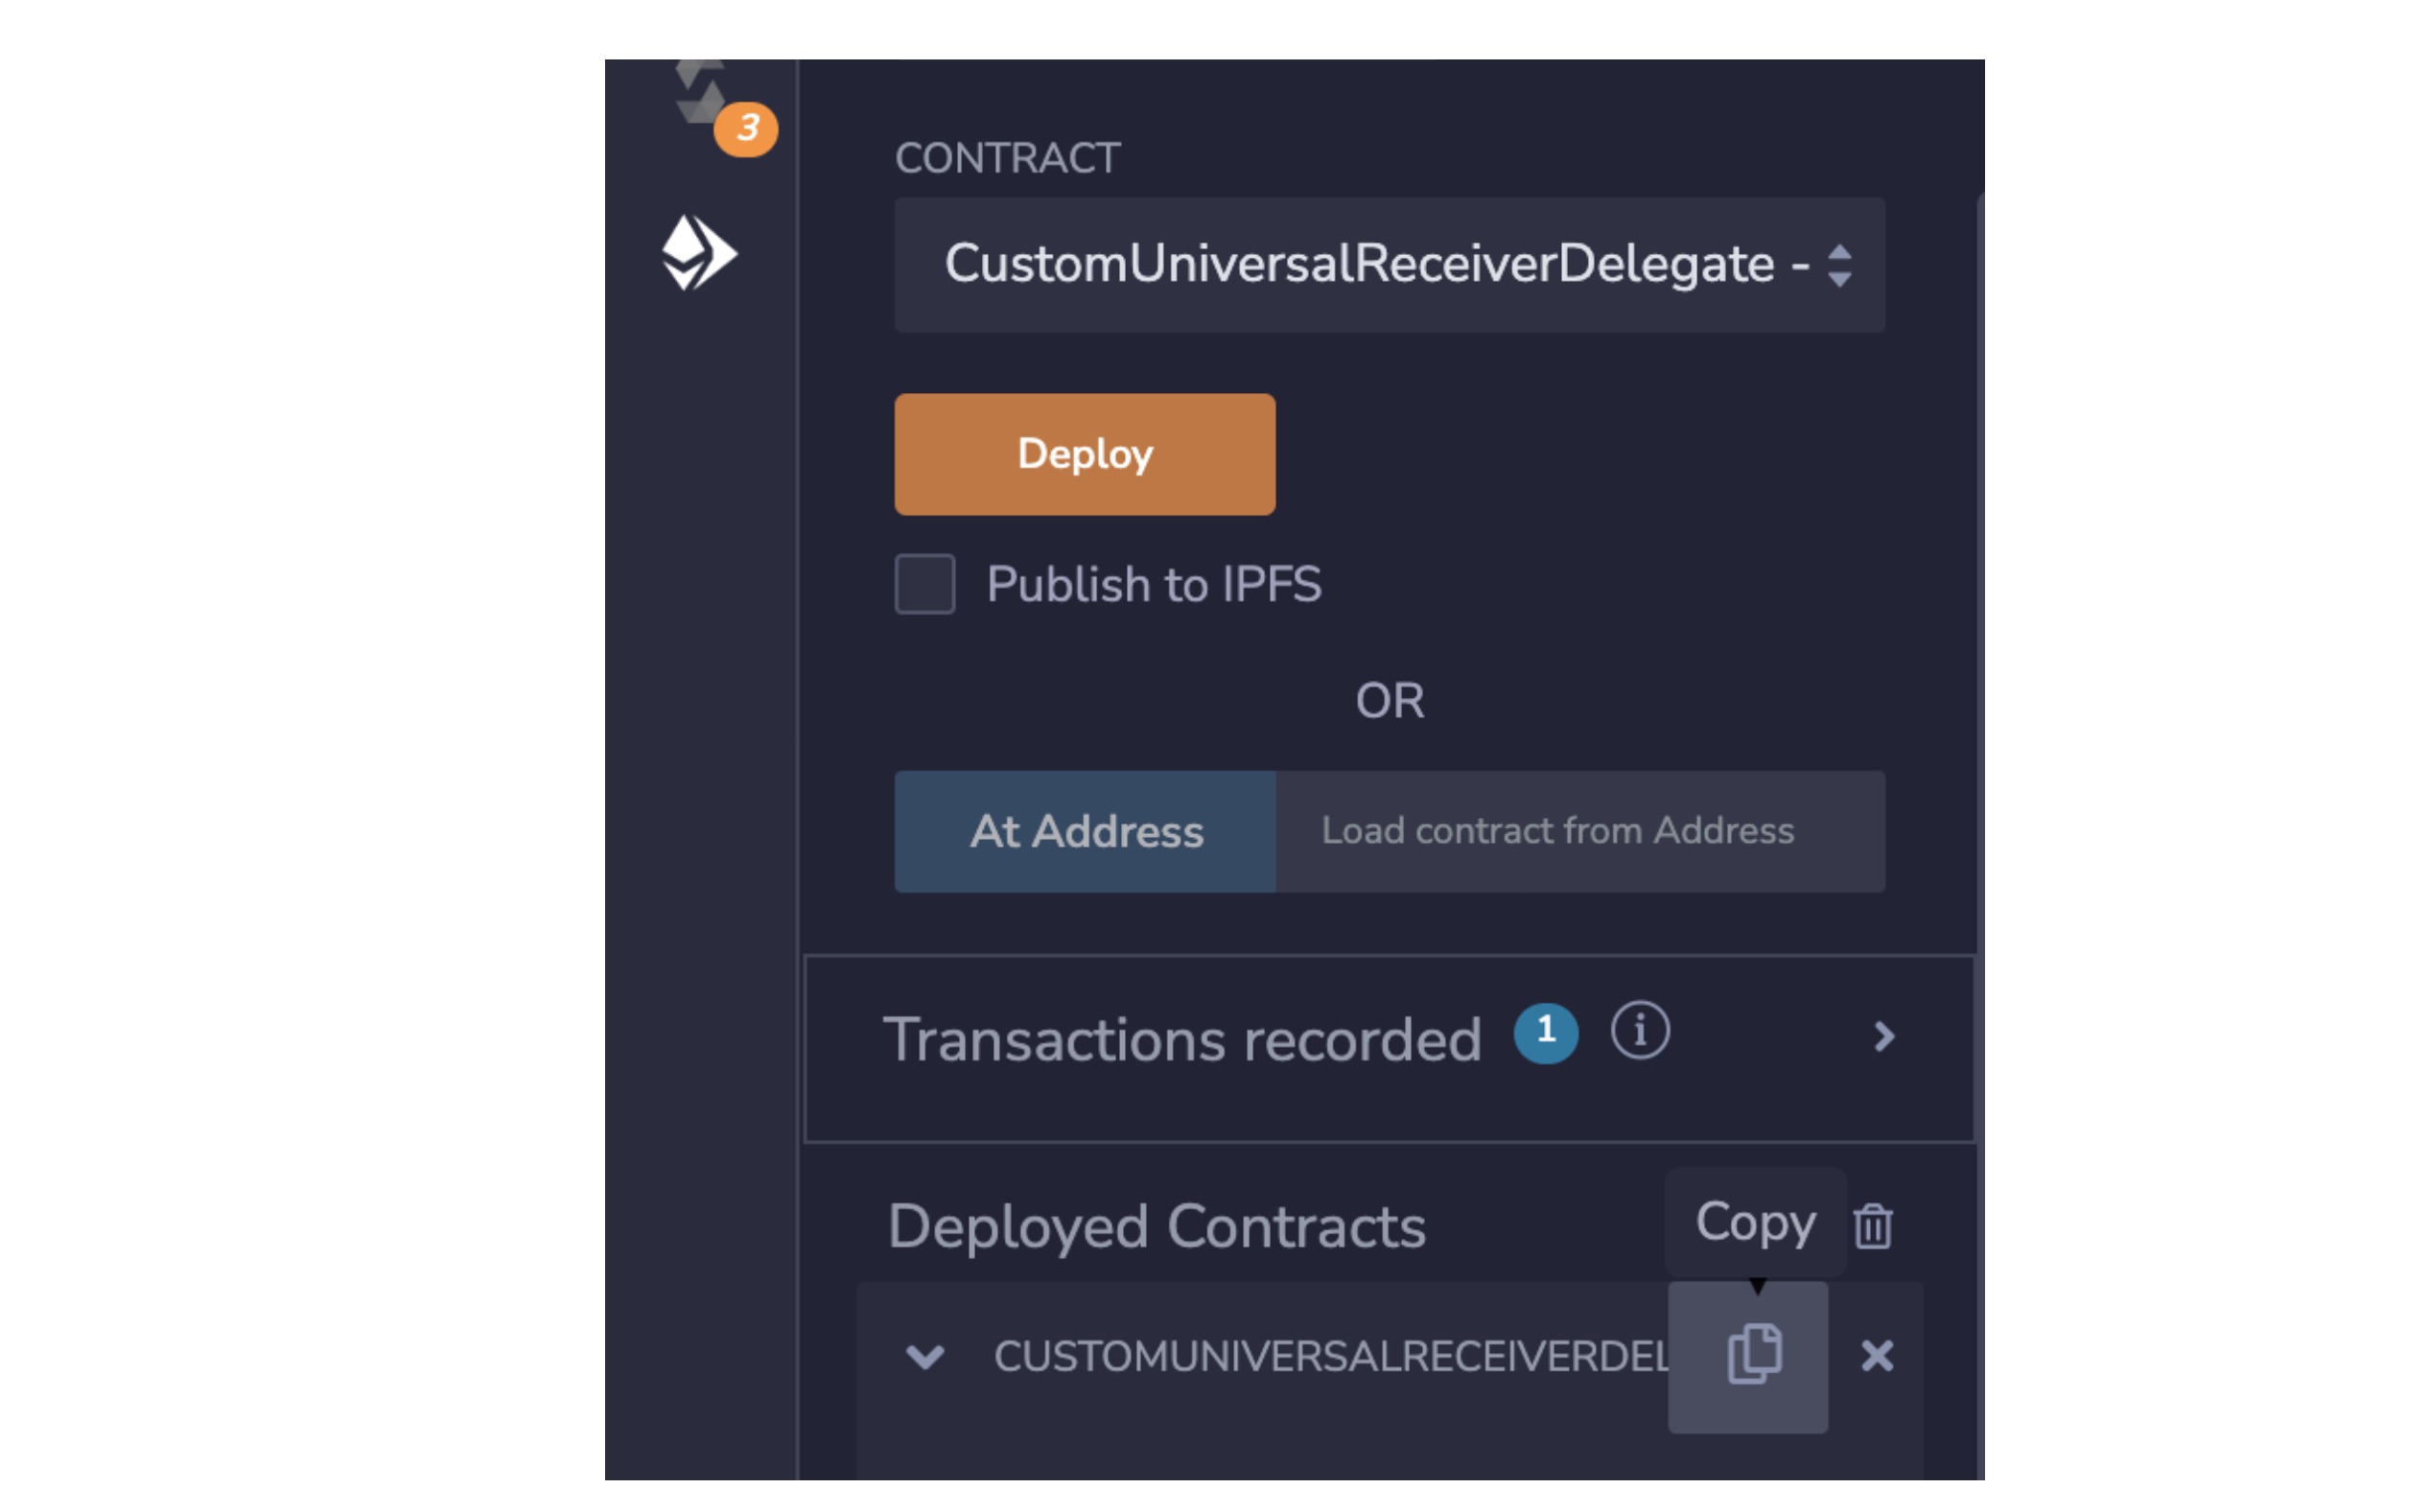 3
CONTRACT
CustomUniversalReceiverDelegate -
Deploy
Publish to IPFS
OR
At Address Load contract from Address
Transactions recorded 1 i
Deployed Contracts Copy
CUSTOMUNIVERSALRECEIVERDEL